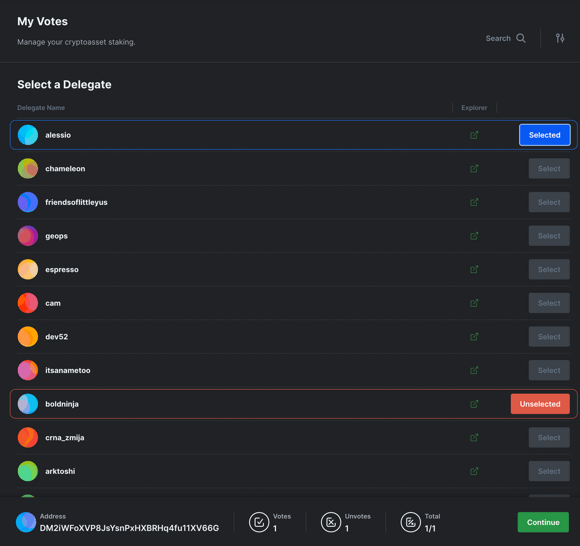 My Votes
Manage your cryptoasset staking.
Search
Select a Delegate
Delegate Name Explorer
alessio Selected
chameleon Select
friendsoflittleyus Select
geops Select
espresso Select
cam Select
dev52 Select
itsanametoo Select
boldninja Unselected
crna_zmija Select
arktoshi Select
Address Votes Unvotes Total
DM2iWFoXVP8JsYsnPxHXBRHq4fu11XV66G 1 1 1/1 Continue